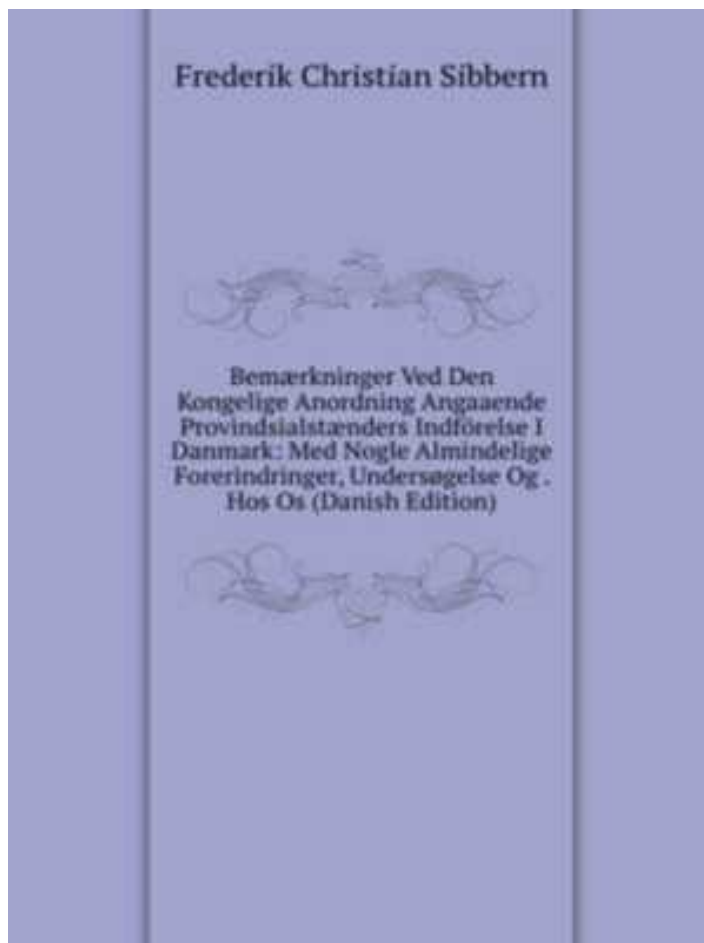 Frederik Christian Sibbern
Bemærkninger Ved Den
Kongelige Anordning Angaaende
Provindsialstænders Indförelse I
Danmark: Med Nogle Almindelige
Forerindringer, Undersøgelse Og .
Hos Os (Danish Edition)